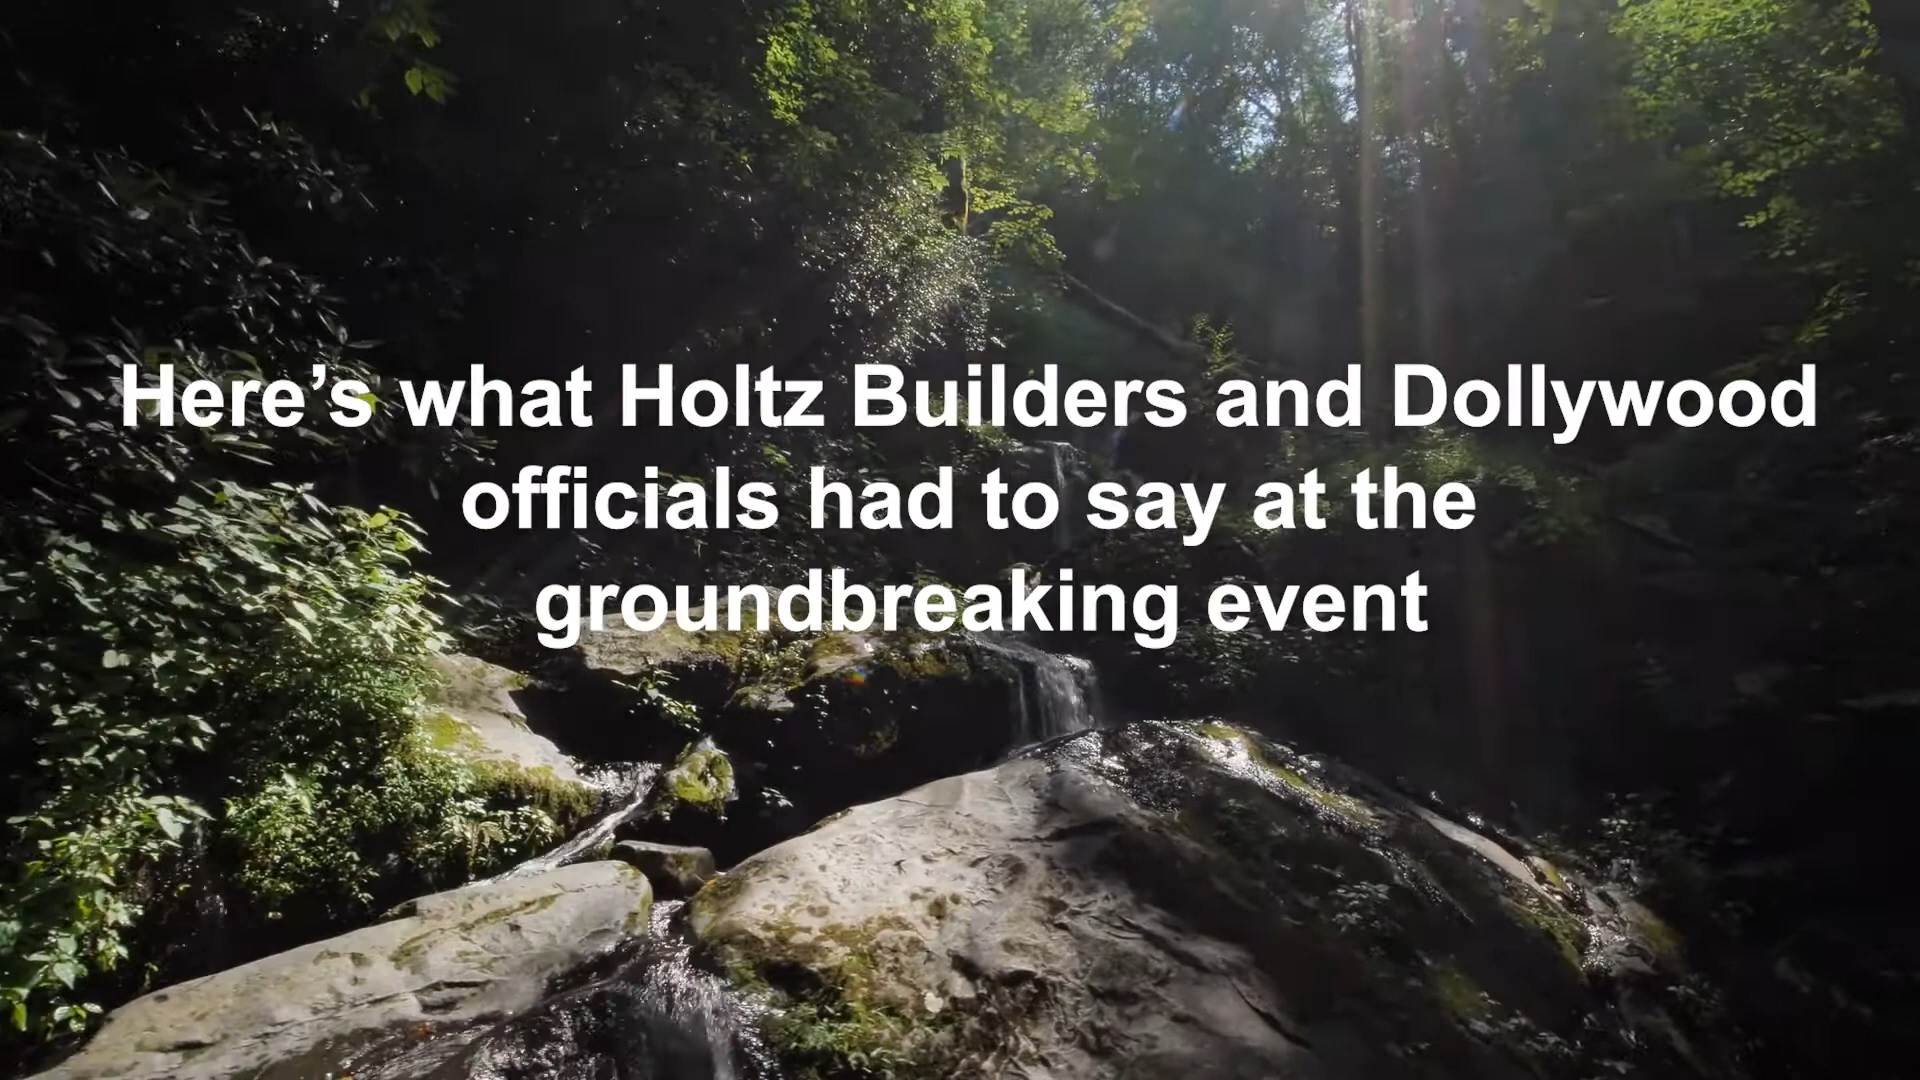 Here’s what Holtz Builders and Dollywood
officials had to say at the
groundbreaking event